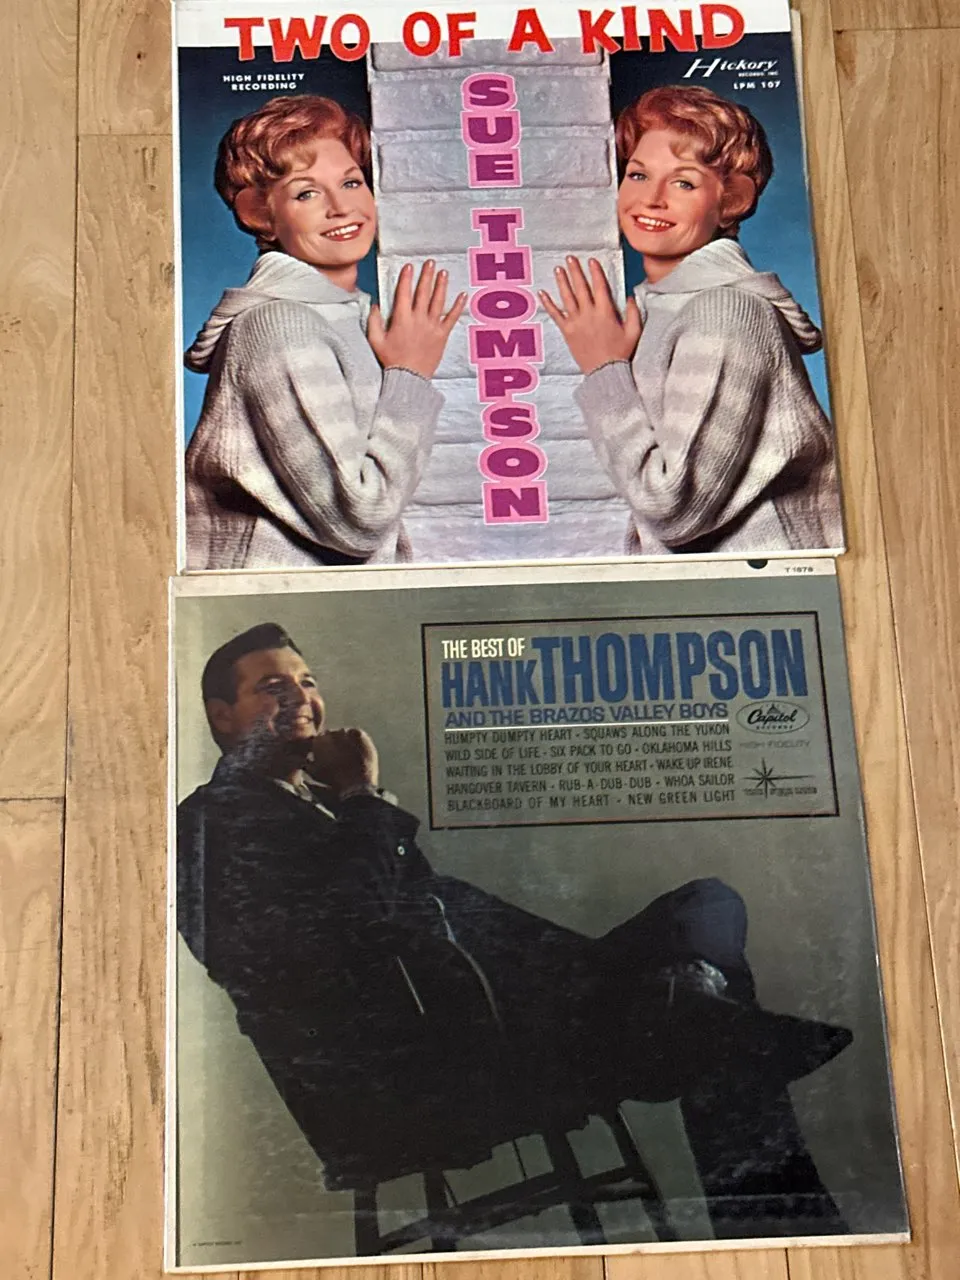 TWO OF A KIND
HIGH FIDELITY
RECORDING
Hickory
RECORDS INC
LPM 107
SUE THOMPSON
T 1878
THE BEST OF
HANK THOMPSON
AND THE BRAZOS VALLEY BOYS
HUMPTY DUMPTY HEART - SQUAWS ALONG THE YUKON
WILD SIDE OF LIFE - SIX PACK TO GO - OKLAHOMA HILLS
WAITING IN THE LOBBY OF YOUR HEART - WAKE UP IRENE
HANGOVER TAVERN - RUB-A-DUB-DUB - WHOA SAILOR
BLACKBOARD OF MY HEART - NEW GREEN LIGHT
Capitol
RECORDS
HIGH FIDELITY